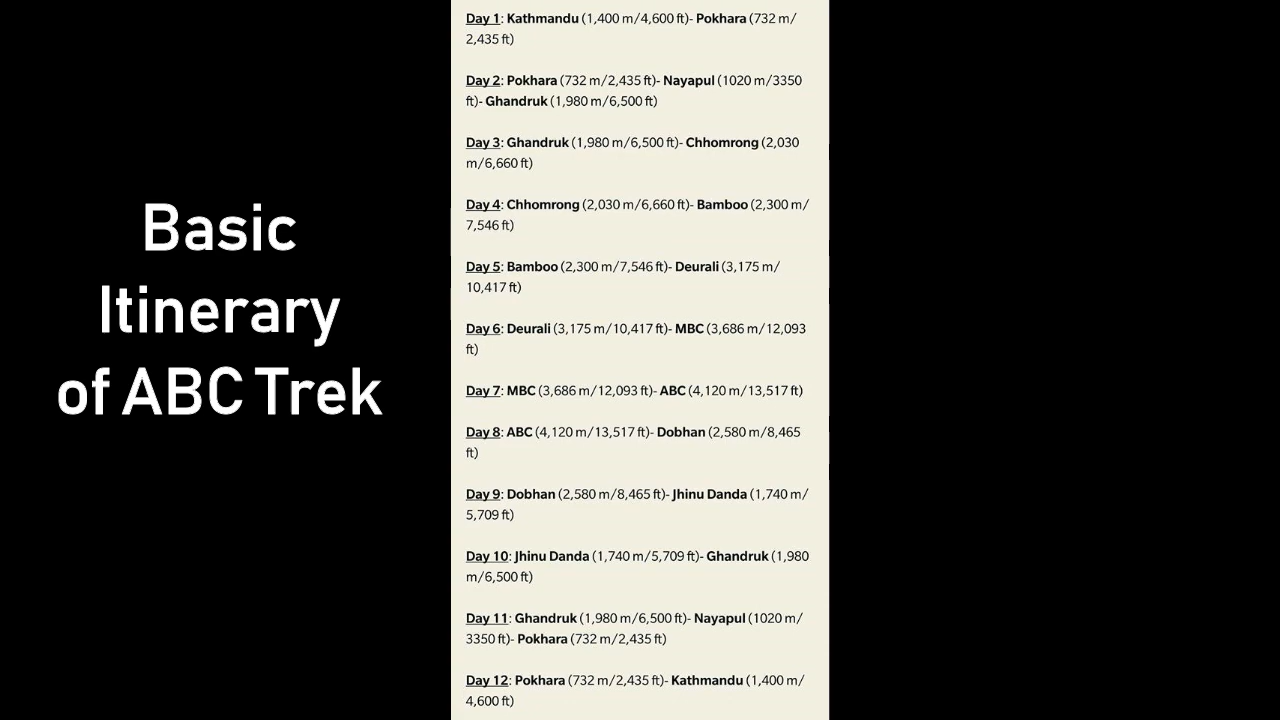 Basic
Itinerary
of ABC Trek
Day 1: Kathmandu (1,400 m/4,600 ft)- Pokhara (732 m/
2,435 ft)
Day 2: Pokhara (732 m/2,435 ft)- Nayapul (1020 m/3350
ft)- Ghandruk (1,980 m/6,500 ft)
Day 3: Ghandruk (1,980 m/6,500 ft)- Chhomrong (2,030
m/6,660 ft)
Day 4: Chhomrong (2,030 m/6,660 ft)- Bamboo (2,300 m/
7,546 ft)
Day 5: Bamboo (2,300 m/7,546 ft)- Deurali (3,175 m/
10,417 ft)
Day 6: Deurali (3,175 m/10,417 ft)- MBC (3,686 m/12,093
ft)
Day 7: MBC (3,686 m/12,093 ft)- ABC (4,120 m/13,517 ft)
Day 8: ABC (4,120 m/13,517 ft)- Dobhan (2,580 m/8,465
ft)
Day 9: Dobhan (2,580 m/8,465 ft)- Jhinu Danda (1,740 m/
5,709 ft)
Day 10: Jhinu Danda (1,740 m/5,709 ft)- Ghandruk (1,980
m/6,500 ft)
Day 11: Ghandruk (1,980 m/6,500 ft)- Nayapul (1020 m/
3350 ft)- Pokhara (732 m/2,435 ft)
Day 12: Pokhara (732 m/2,435 ft)- Kathmandu (1,400 m/
4,600 ft)